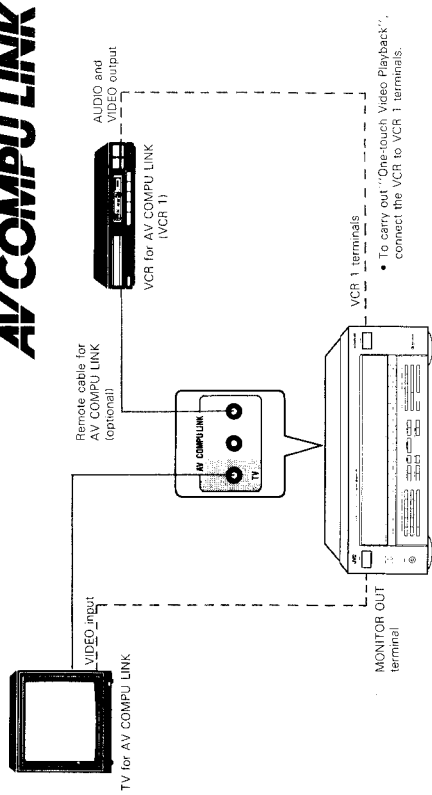 AV COMPU LINK
AUDIO and
VIDEO output
VCR for AV COMPU LINK
(VCR 1)
Remote cable for
AV COMPU LINK
(optional)
VIDEO input
TV for AV COMPU LINK
AV COMPU LINK
TV
VCR 1 terminals
• To carry out "One-touch Video Playback",
connect the VCR to VCR 1 terminals.
MONITOR OUT
terminal
JVC